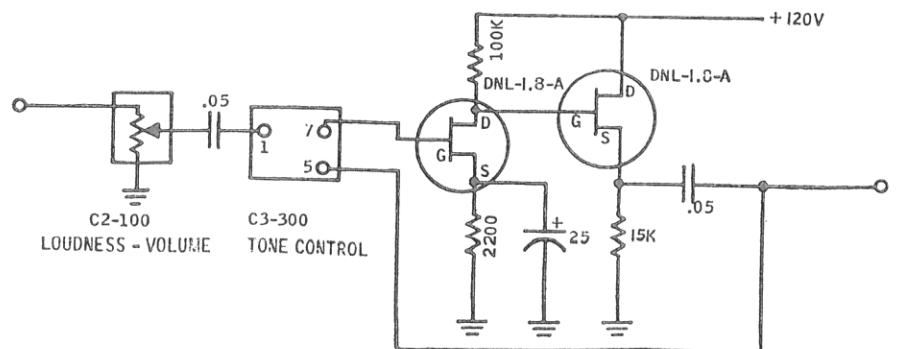 +120V
100K
DNL-1.8-A
DNL-1.8-A
.05
D
G
S
D
G
S
1
7
5
C2-100
LOUDNESS - VOLUME
C3-300
TONE CONTROL
2200
+
25
15K
.05